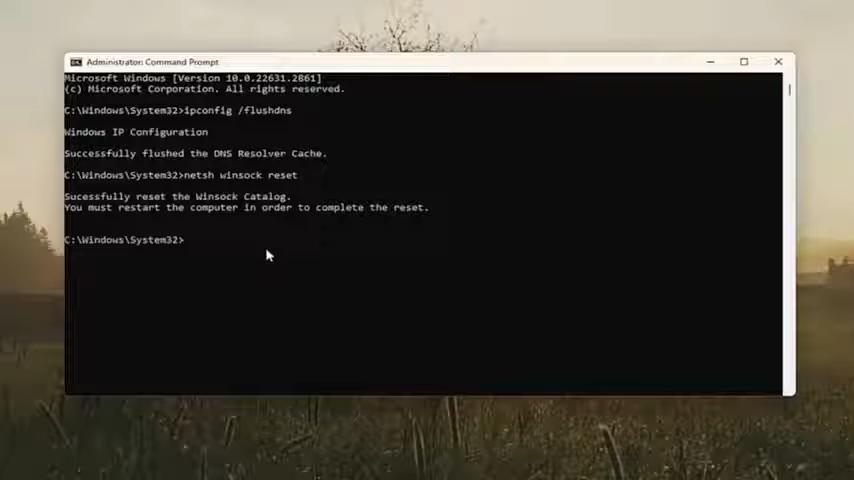 Administrator: Command Prompt
Microsoft Windows [Version 10.0.22631.2861]
(c) Microsoft Corporation. All rights reserved.
C:\Windows\System32>ipconfig /flushdns
Windows IP Configuration
Successfully flushed the DNS Resolver Cache.
C:\Windows\System32>netsh winsock reset
Sucessfully reset the Winsock Catalog.
You must restart the computer in order to complete the reset.
C:\Windows\System32>